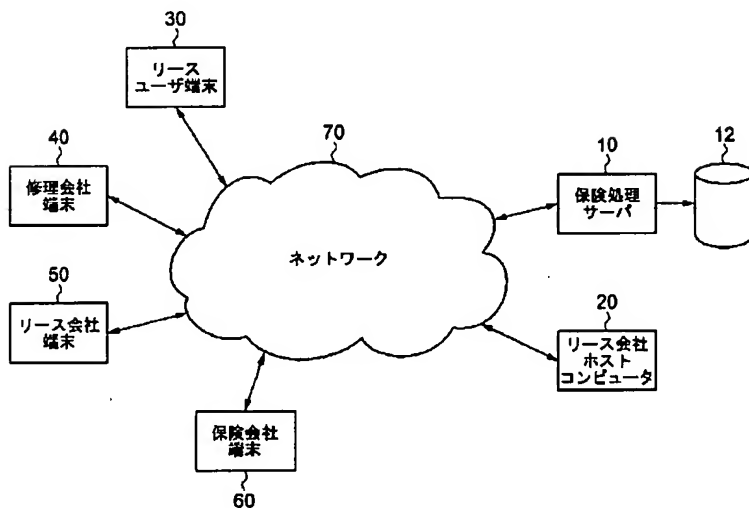 30
リース
ユーザ端末
40
修理会社
端末
70
10
保険処理
サーバ
12
ネットワーク
50
リース会社
端末
20
リース会社
ホスト
コンピュータ
保険会社
端末
60